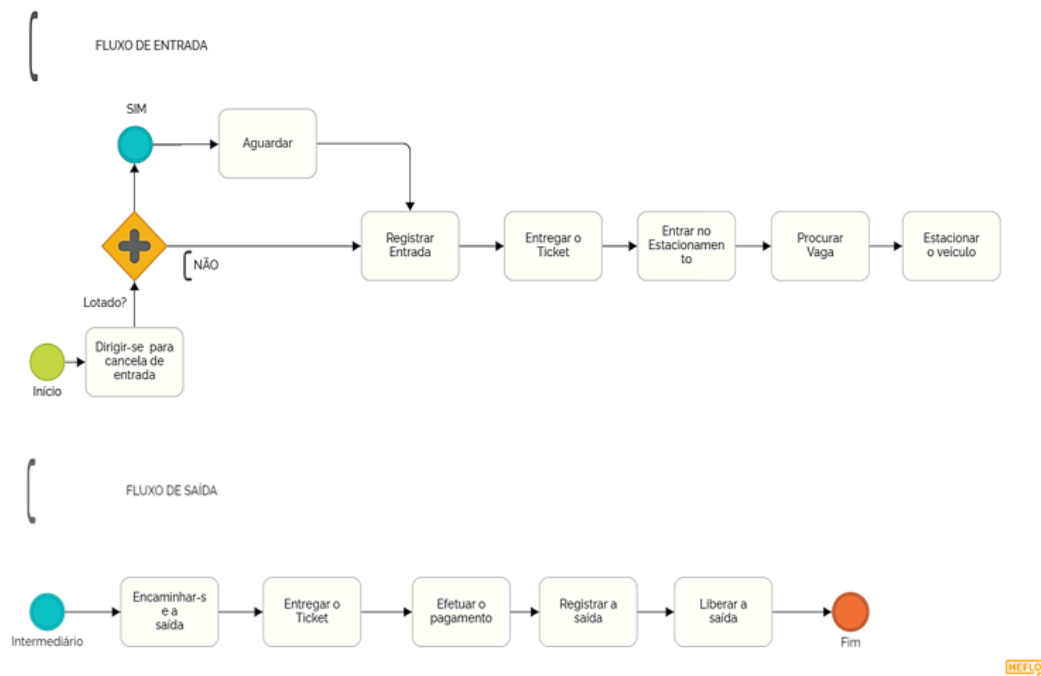 FLUXO DE ENTRADA
SIM
Aguardar
Registrar
Entrada
Entregar o
Ticket
Entrar no
Estacionamen
to
Procurar
Vaga
Estacionar
o veículo
NÃO
Lotado?
Dirigir-se para
cancela de
entrada
Início
FLUXO DE SAÍDA
Encaminhar-s
e a
saída
Entregar o
Ticket
Efetuar o
pagamento
Registrar a
saída
Liberar a
saída
Intermediário
Fim
HEFLO